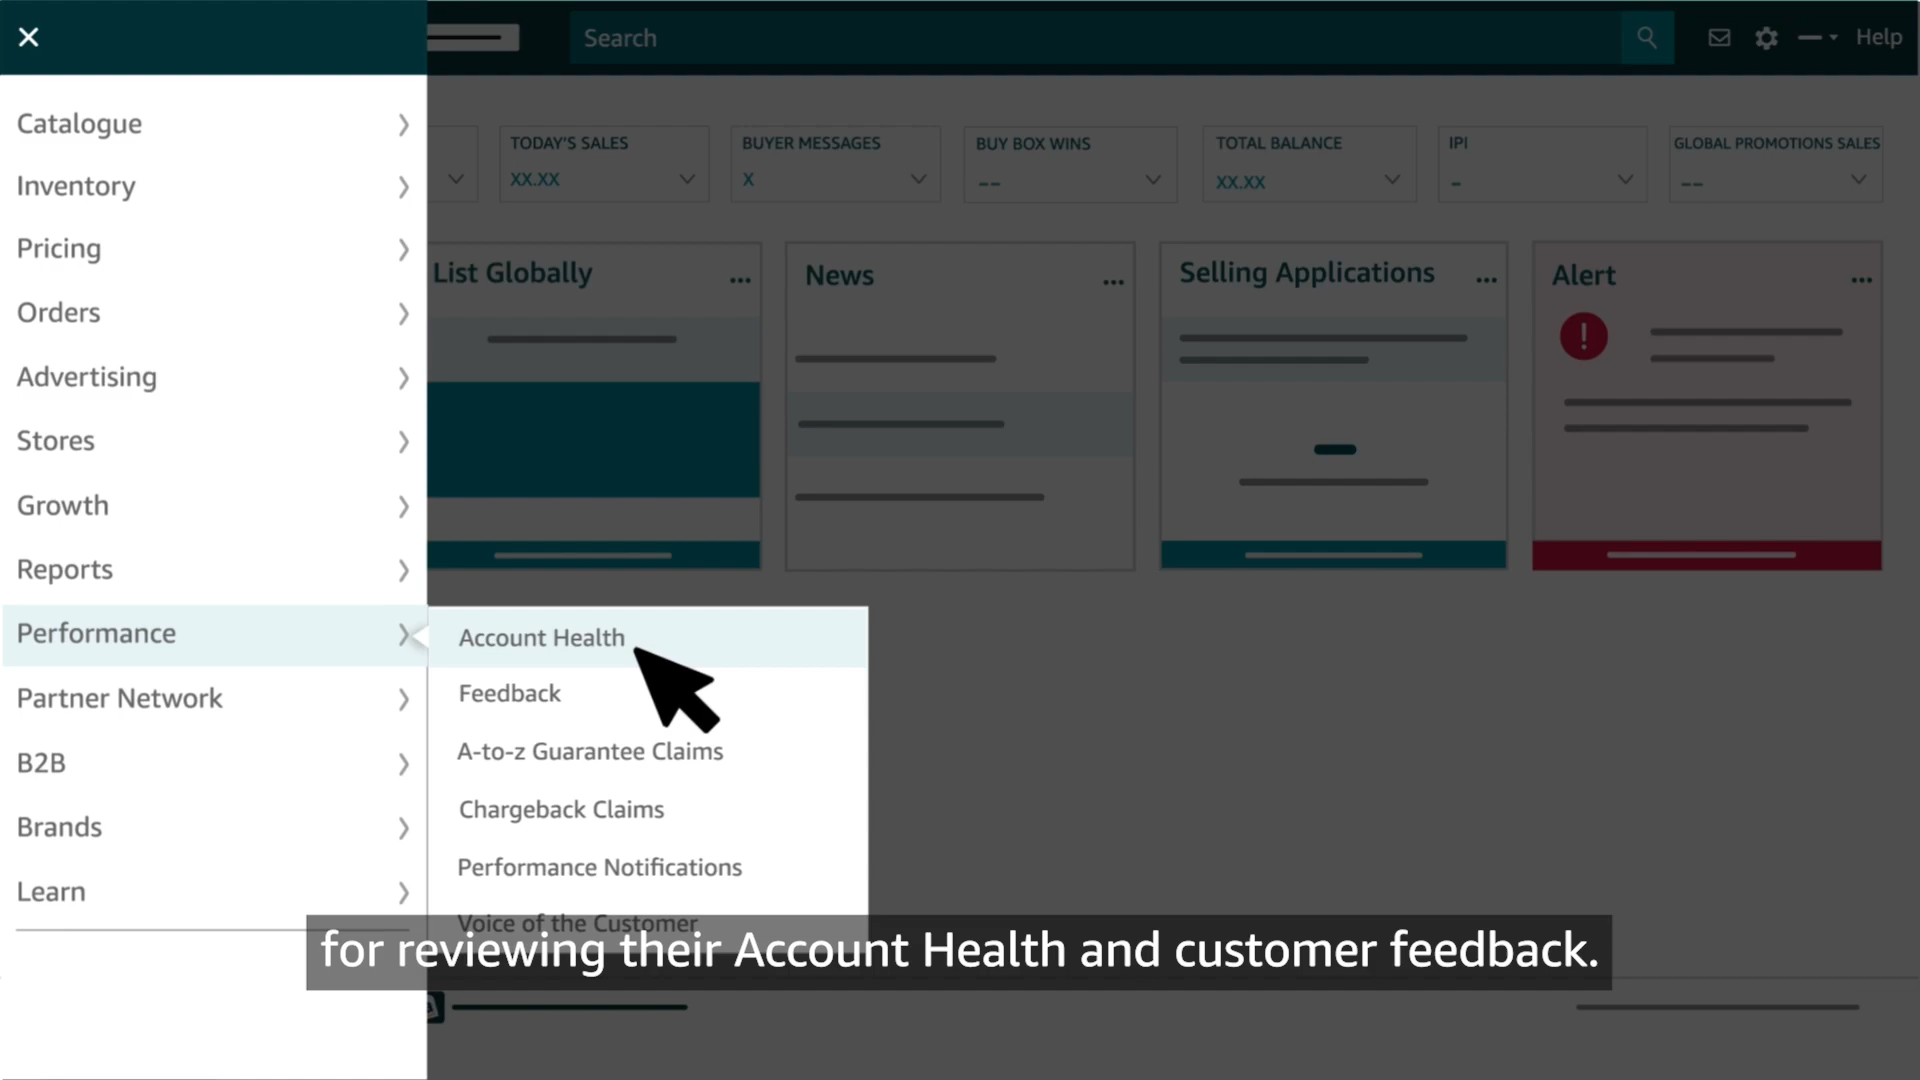 Search
Help
Catalogue
Inventory
Pricing
Orders
Advertising
Stores
Growth
Reports
Performance
Partner Network
B2B
Brands
Learn
TODAY'S SALES
XX.XX
BUYER MESSAGES
X
BUY BOX WINS
--
TOTAL BALANCE
XX.XX
IPI
-
GLOBAL PROMOTIONS SALES
--
List Globally
News
Selling Applications
Alert
!
Account Health
Feedback
A-to-z Guarantee Claims
Chargeback Claims
Performance Notifications
Voice of the Customer
for reviewing their Account Health and customer feedback.